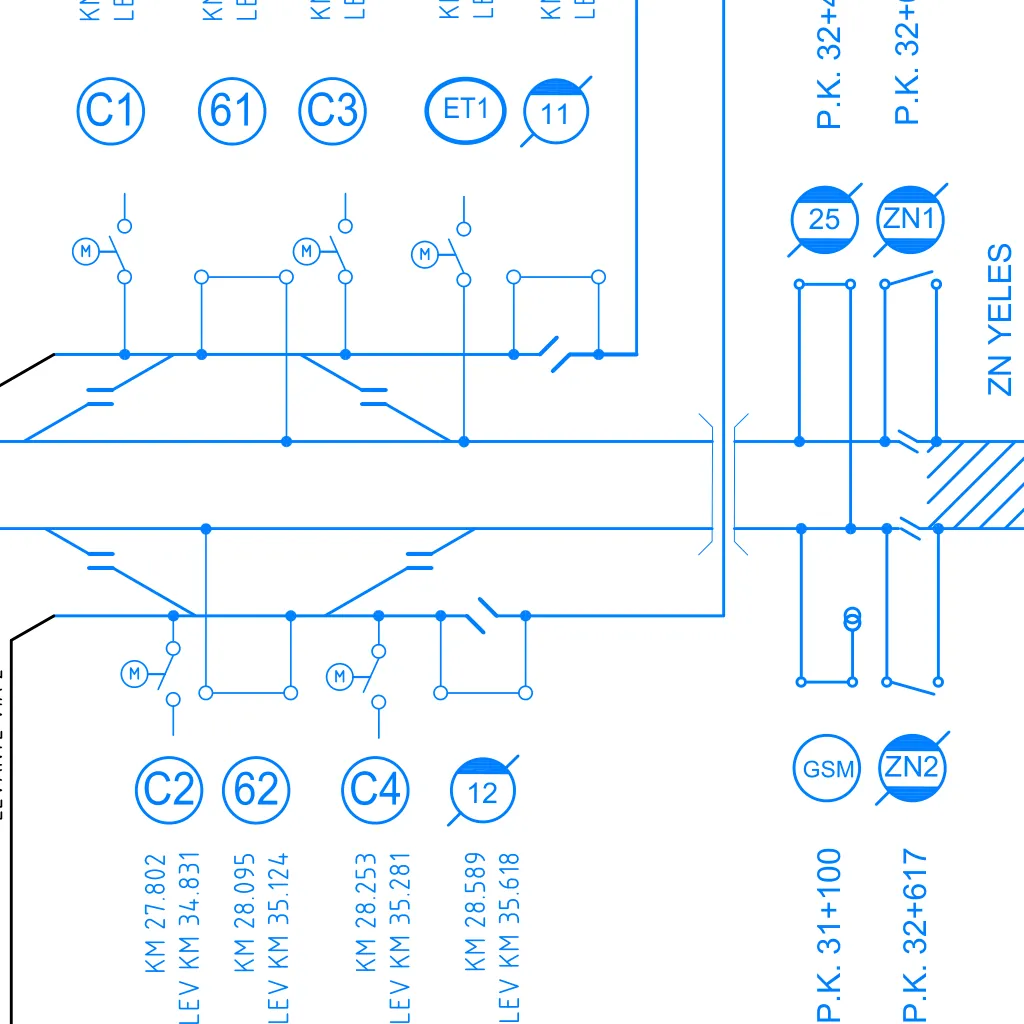 C1
61
C3
ET1
11
P.K. 32+
P.K. 32+
25
ZN1
ZN YELES
M
M
M
M
M
C2
62
C4
12
GSM
ZN2
KM 27.802
LEV KM 34.831
KM 28.095
LEV KM 35.124
KM 28.253
LEV KM 35.281
KM 28.589
LEV KM 35.618
P.K. 31+100
P.K. 32+617